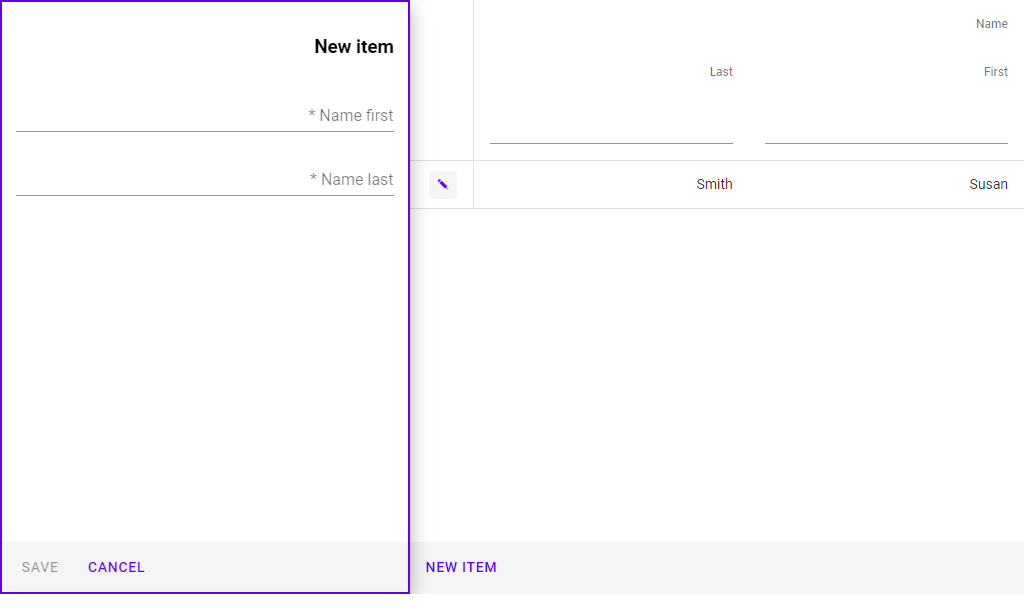 New item
* Name first
* Name last
SAVE CANCEL
Name
Last First
Smith Susan
NEW ITEM